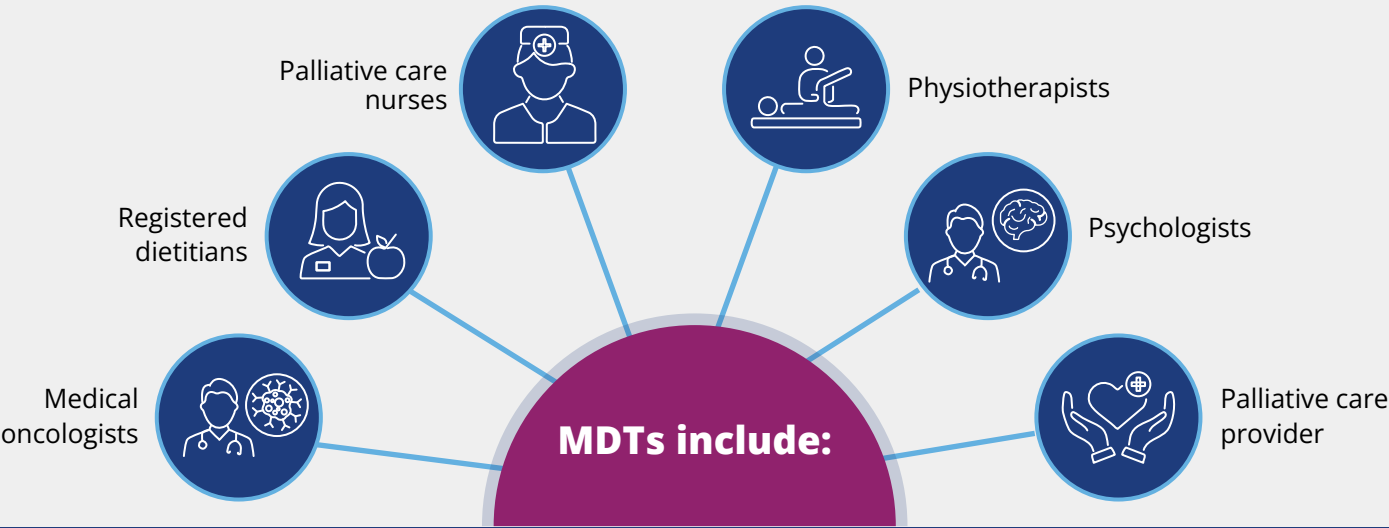 Palliative care
nurses
Physiotherapists
Registered
dietitians
Psychologists
Medical
oncologists
MDTs include:
Palliative care
provider